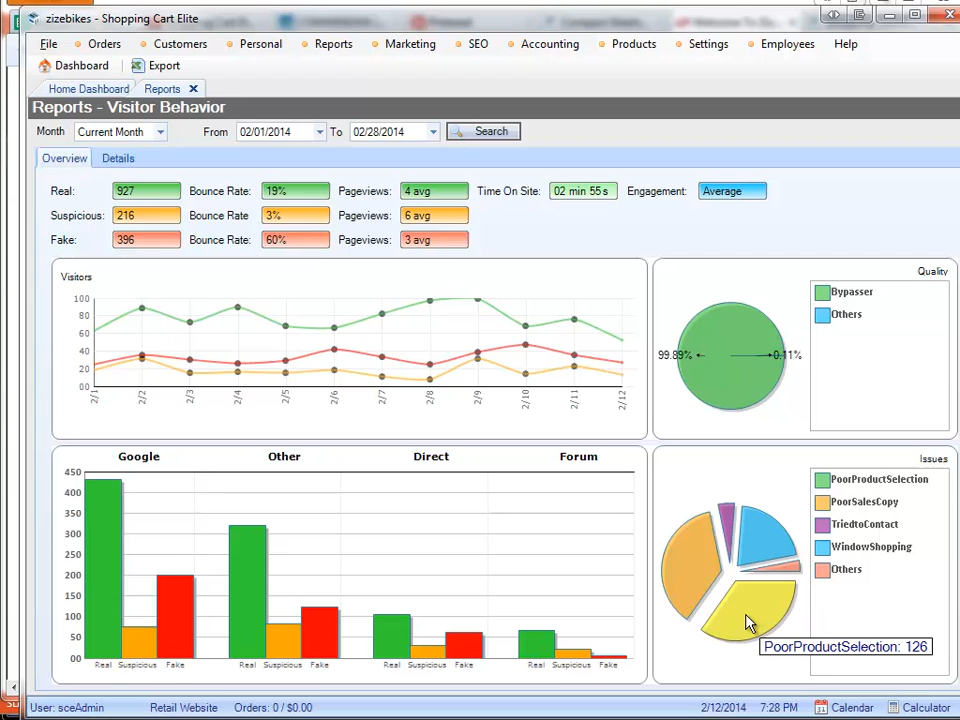 zizebikes - Shopping Cart Elite
File Orders Customers Personal Reports Marketing SEO Accounting Products Settings Employees Help
Dashboard Export
Home Dashboard Reports
Reports - Visitor Behavior
Month Current Month From 02/01/2014 To 02/28/2014 Search
Overview Details
Real: 927 Bounce Rate: 19% Pageviews: 4 avg Time On Site: 02 min 55 s Engagement: Average
Suspicious: 216 Bounce Rate 3% Pageviews: 6 avg
Fake: 396 Bounce Rate: 60% Pageviews: 3 avg
Visitors
100
80
60
40
20
00
2/1 2/2 2/3 2/4 2/5 2/6 2/7 2/8 2/9 2/10 2/11 2/12
Quality
99.89% 0.11%
Bypasser
Others
Google Other Direct Forum
450
400
350
300
250
200
150
100
50
00
Real Suspicious Fake Real Suspicious Fake Real Suspicious Fake Real Suspicious Fake
Issues
PoorProductSelection
PoorSalesCopy
TriedtoContact
WindowShopping
Others
PoorProductSelection: 126
User: sceAdmin Retail Website Orders: 0 / $0.00 2/12/2014 7:28 PM Calendar Calculator